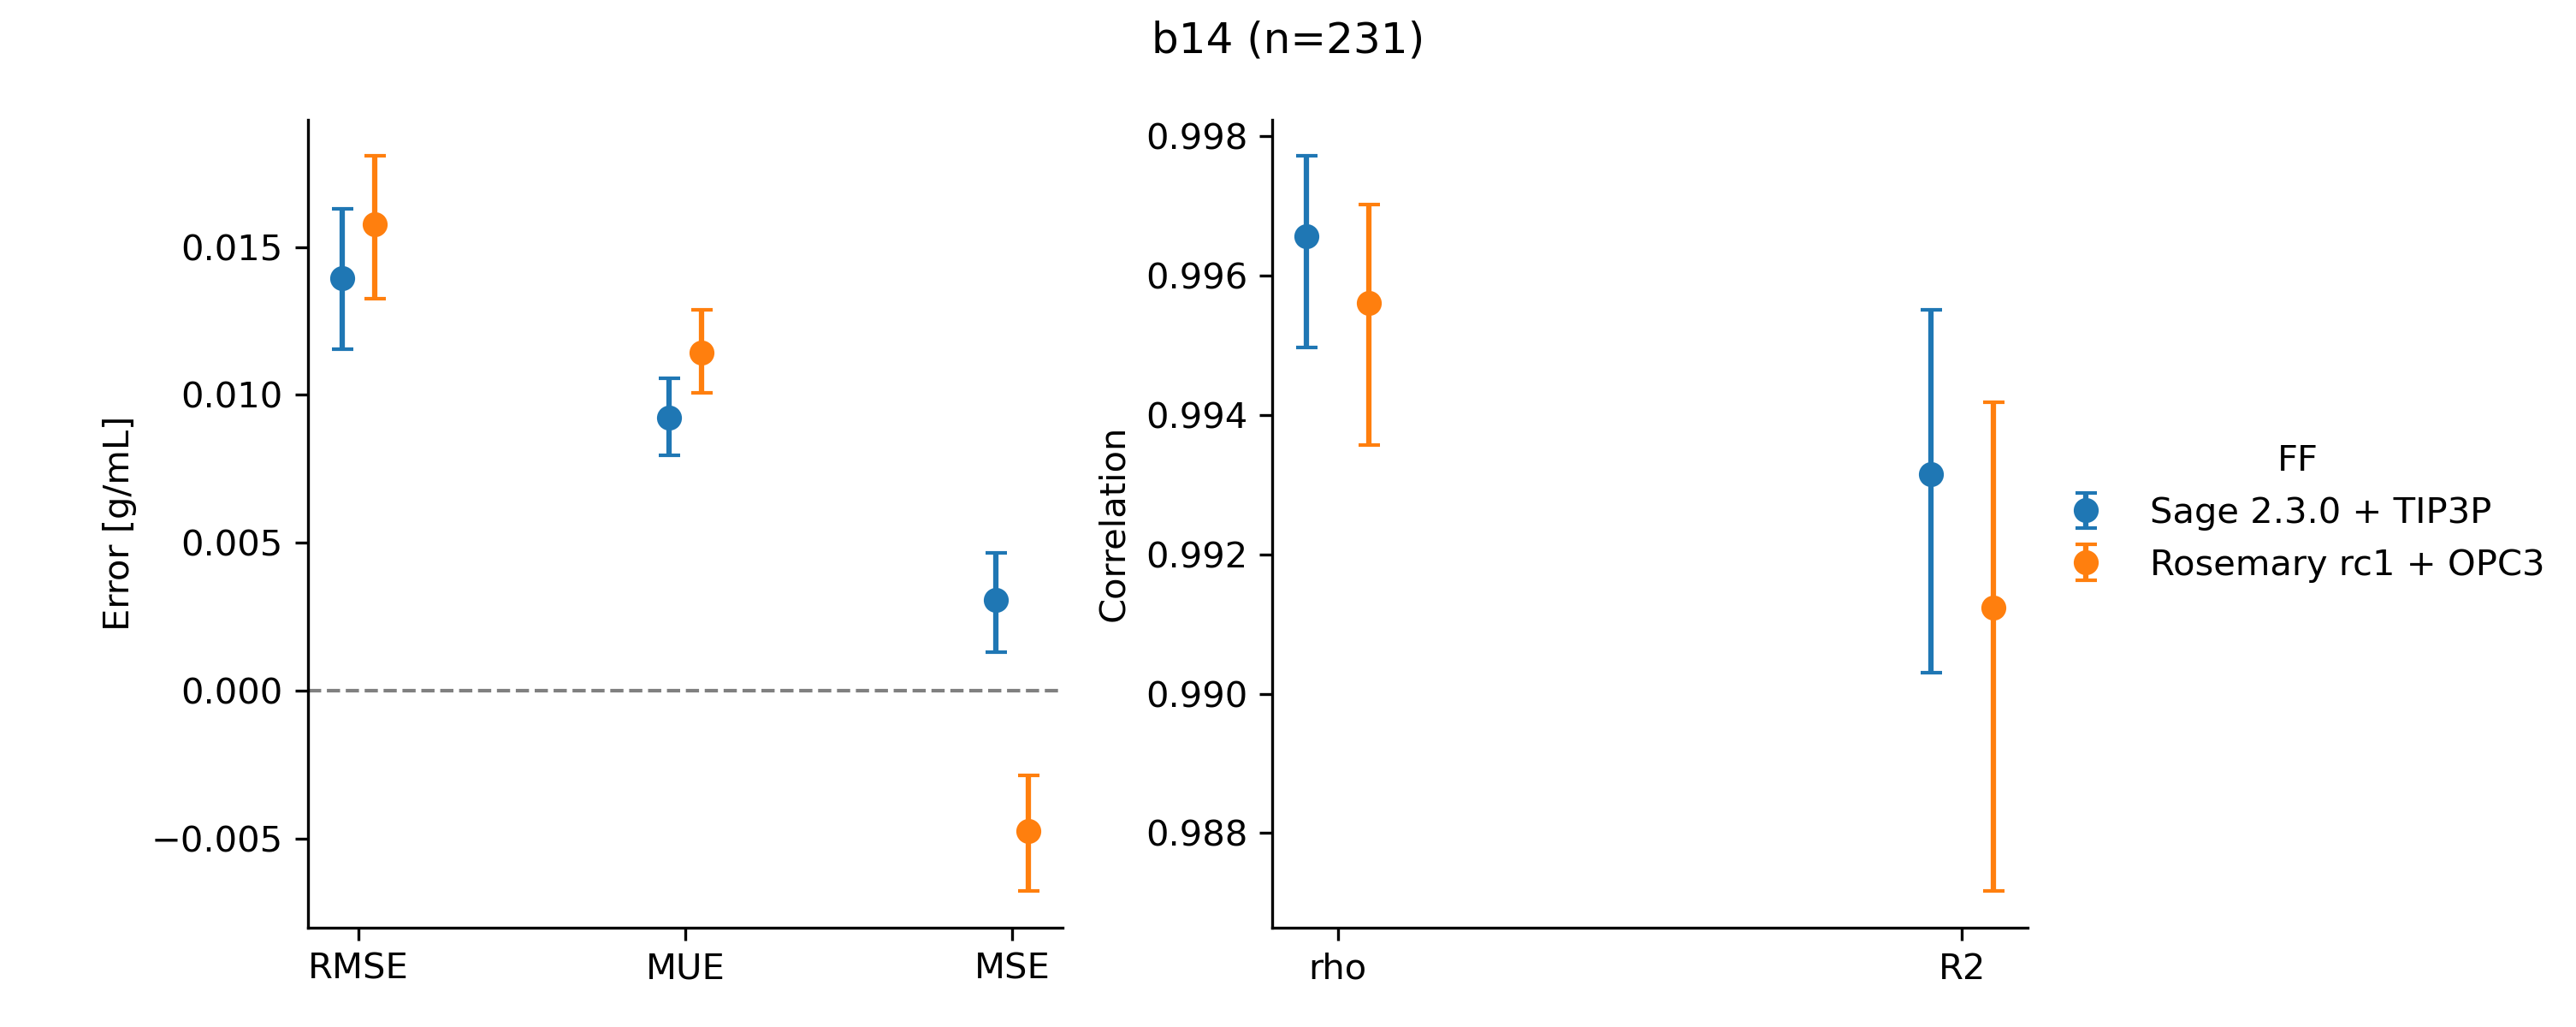 b14 (n=231)
Error [g/mL]
0.015
0.010
0.005
0.000
−0.005
RMSE
MUE
MSE
Correlation
0.998
0.996
0.994
0.992
0.990
0.988
rho
R2
FF
Sage 2.3.0 + TIP3P
Rosemary rc1 + OPC3